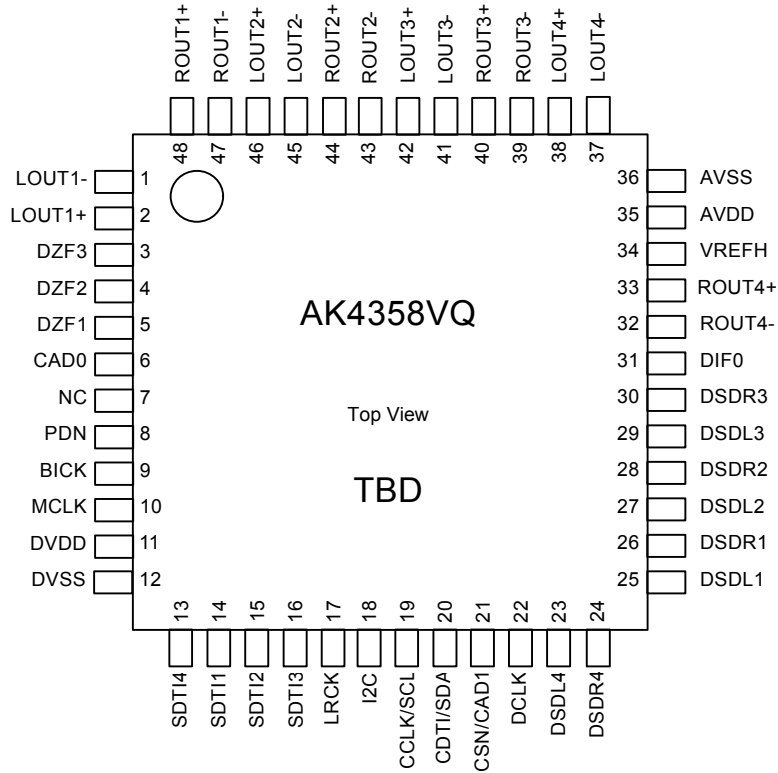 ROUT1+
ROUT1-
LOUT2+
LOUT2-
ROUT2+
ROUT2-
LOUT3+
LOUT3-
ROUT3+
ROUT3-
LOUT4+
LOUT4-
48
47
46
45
44
43
42
41
40
39
38
37
LOUT1- 1
LOUT1+ 2
DZF3 3
DZF2 4
DZF1 5
CAD0 6
NC 7
PDN 8
BICK 9
MCLK 10
DVDD 11
DVSS 12
36 AVSS
35 AVDD
34 VREFH
33 ROUT4+
32 ROUT4-
31 DIF0
30 DSDR3
29 DSDL3
28 DSDR2
27 DSDL2
26 DSDR1
25 DSDL1
AK4358VQ
Top View
TBD
13
14
15
16
17
18
19
20
21
22
23
24
SDTI4
SDTI1
SDTI2
SDTI3
LRCK
I2C
CCLK/SCL
CDTI/SDA
CSN/CAD1
DCLK
DSDL4
DSDR4